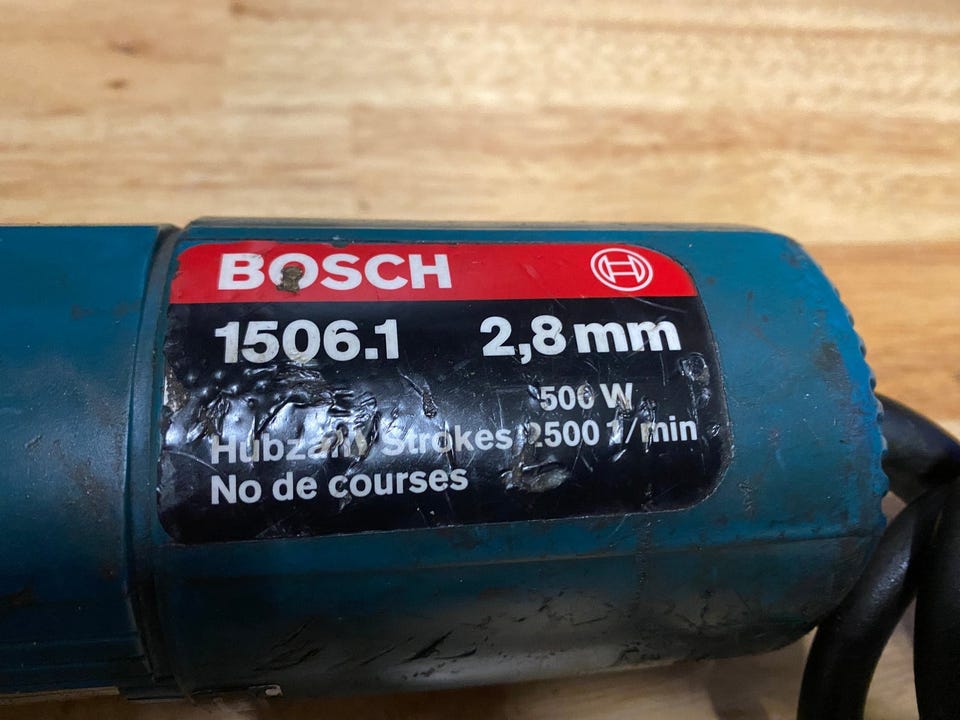 BOSCH
1506.1 2,8 mm
500 W
Hubzahl/Strokes 2500 1/min
No de courses